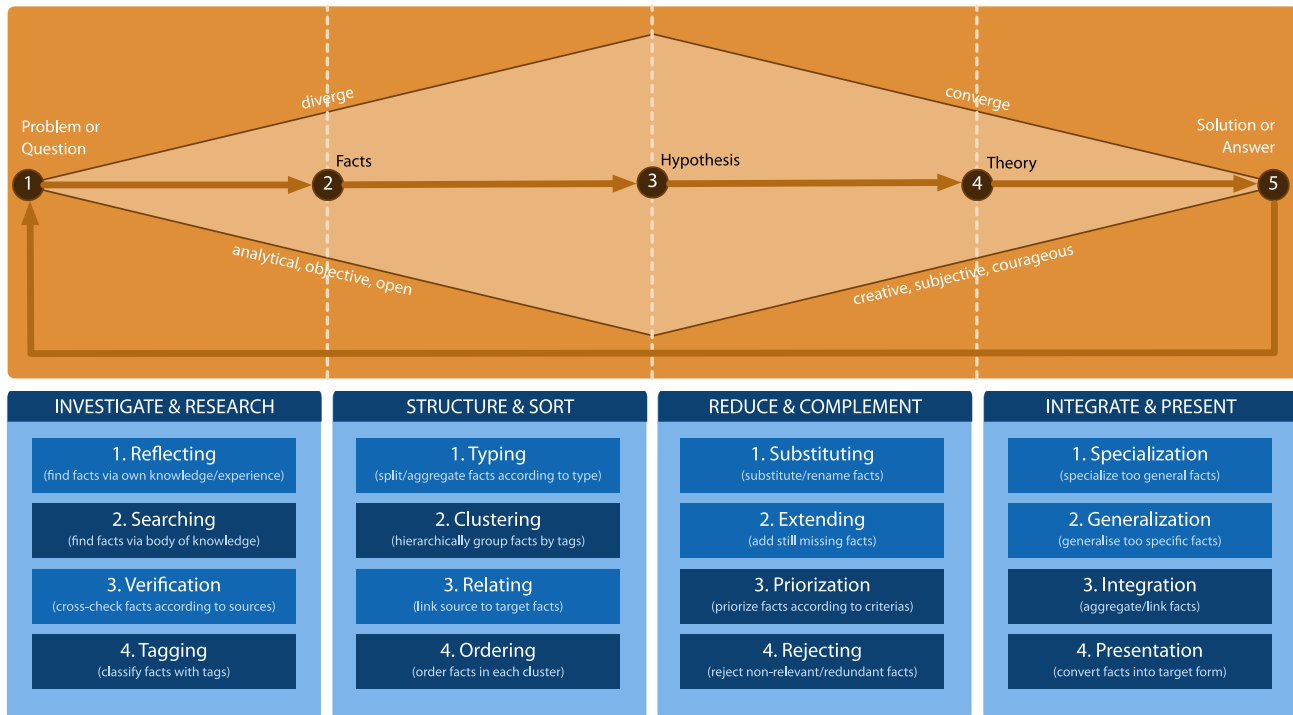 diverge
converge
Problem or
Question
Solution or
Answer
Facts
Hypothesis
Theory
1
2
3
4
5
analytical, objective, open
creative, subjective, courageous
INVESTIGATE & RESEARCH
1. Reflecting
(find facts via own knowledge/experience)
2. Searching
(find facts via body of knowledge)
3. Verification
(cross-check facts according to sources)
4. Tagging
(classify facts with tags)
STRUCTURE & SORT
1. Typing
(split/aggregate facts according to type)
2. Clustering
(hierarchically group facts by tags)
3. Relating
(link source to target facts)
4. Ordering
(order facts in each cluster)
REDUCE & COMPLEMENT
1. Substituting
(substitute/rename facts)
2. Extending
(add still missing facts)
3. Priorization
(priorize facts according to criterias)
4. Rejecting
(reject non-relevant/redundant facts)
INTEGRATE & PRESENT
1. Specialization
(specialize too general facts)
2. Generalization
(generalise too specific facts)
3. Integration
(aggregate/link facts)
4. Presentation
(convert facts into target form)